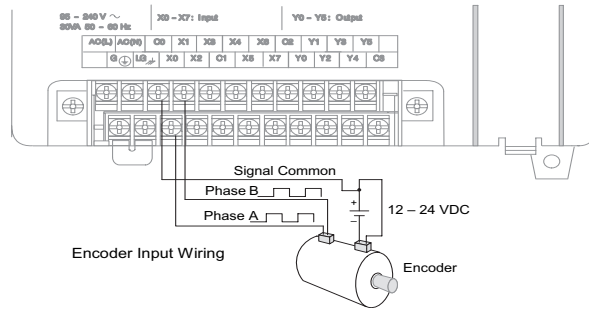 95 – 240 V ~ X0 – X7: Input Y0 – Y5: Output
30VA 50 – 60 Hz
AC(L) AC(N) C0 X1 X3 X4 X6 C2 Y1 Y3 Y5
G LG X0 X2 C1 X5 X7 Y0 Y2 Y4 C3
Signal Common
Phase B
+
12 – 24 VDC
Phase A
–
Encoder Input Wiring
Encoder